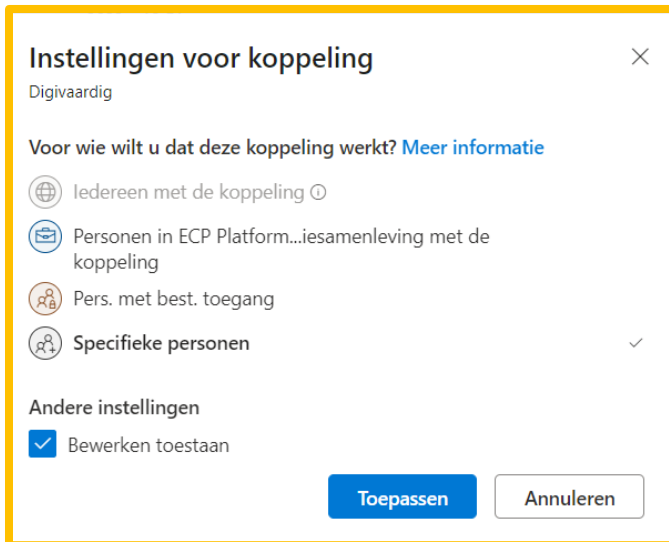 Instellingen voor koppeling
Digivaardig
Voor wie wilt u dat deze koppeling werkt? Meer informatie
Iedereen met de koppeling
Personen in ECP Platform...iesamenleving met de
koppeling
Pers. met best. toegang
Specifieke personen
Andere instellingen
Bewerken toestaan
Toepassen
Annuleren